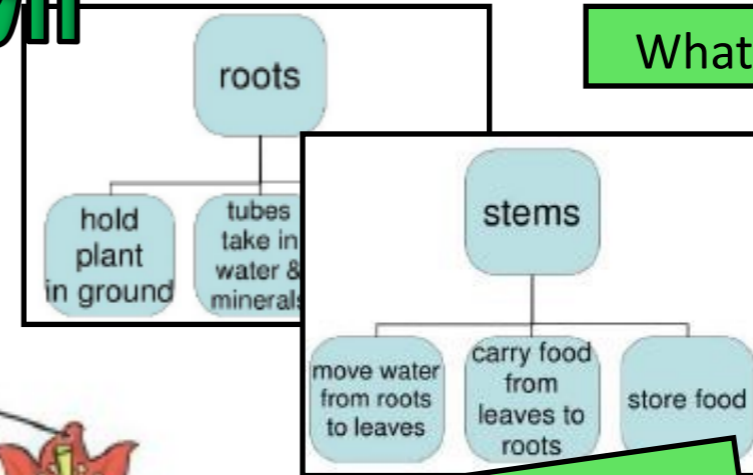 What
roots
hold
plant
in ground
tubes
take in
water &
minerals
stems
move water
from roots
to leaves
carry food
from
leaves to
roots
store food